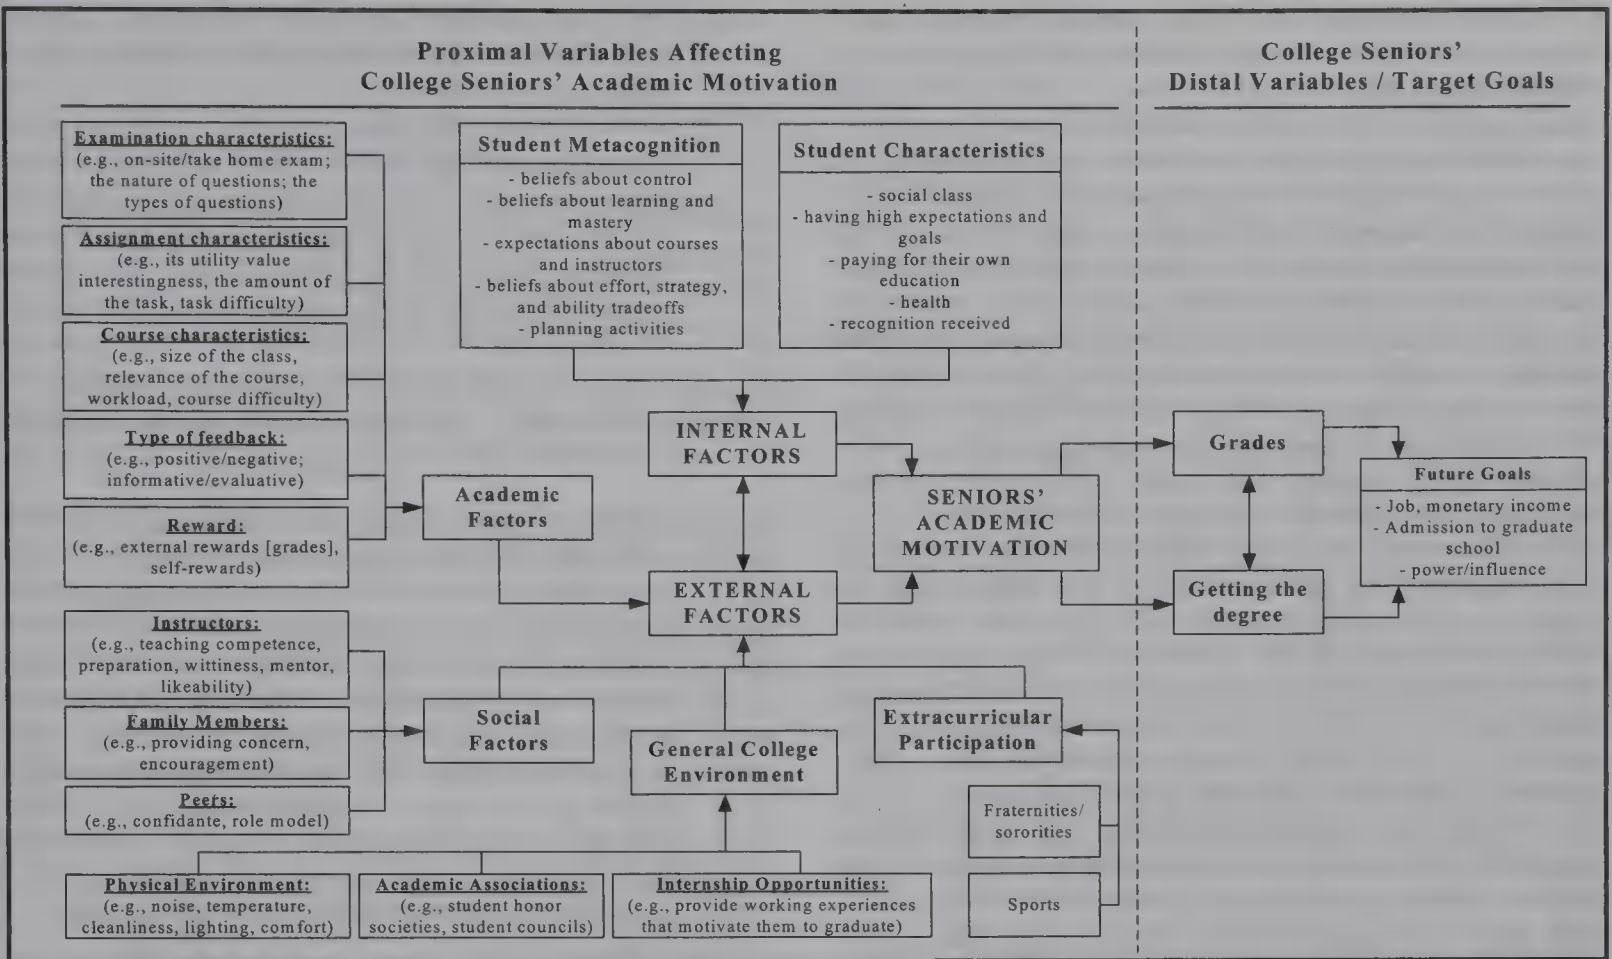 Proximal Variables Affecting
College Seniors' Academic Motivation
College Seniors'
Distal Variables / Target Goals
Examination characteristics:
(e.g., on-site/take home exam;
the nature of questions; the
types of questions)
Assignment characteristics:
(e.g., its utility value
interestingness, the amount of
the task, task difficulty)
Course characteristics:
(e.g., size of the class,
relevance of the course,
workload, course difficulty)
Type of feedback:
(e.g., positive/negative;
informative/evaluative)
Reward:
(e.g., external rewards [grades],
self-rewards)
Instructors:
(e.g., teaching competence,
preparation, wittiness, mentor,
likeability)
Family Members:
(e.g., providing concern,
encouragement)
Peers:
(e.g., confidante, role model)
Student Metacognition
- beliefs about control
- beliefs about learning and
mastery
- expectations about courses
and instructors
- beliefs about effort, strategy,
and ability tradeoffs
- planning activities
Student Characteristics
- social class
- having high expectations and
goals
- paying for their own
education
- health
- recognition received
INTERNAL
FACTORS
Academic
Factors
EXTERNAL
FACTORS
SENIORS'
ACADEMIC
MOTIVATION
Grades
Getting the
degree
Future Goals
- Job, monetary income
- Admission to graduate
school
- power/influence
Social
Factors
General College
Environment
Extracurricular
Participation
Fraternities/
sororities
Sports
Physical Environment:
(e.g., noise, temperature,
cleanliness, lighting, comfort)
Academic Associations:
(e.g., student honor
societies, student councils)
Internship Opportunities:
(e.g., provide working experiences
that motivate them to graduate)